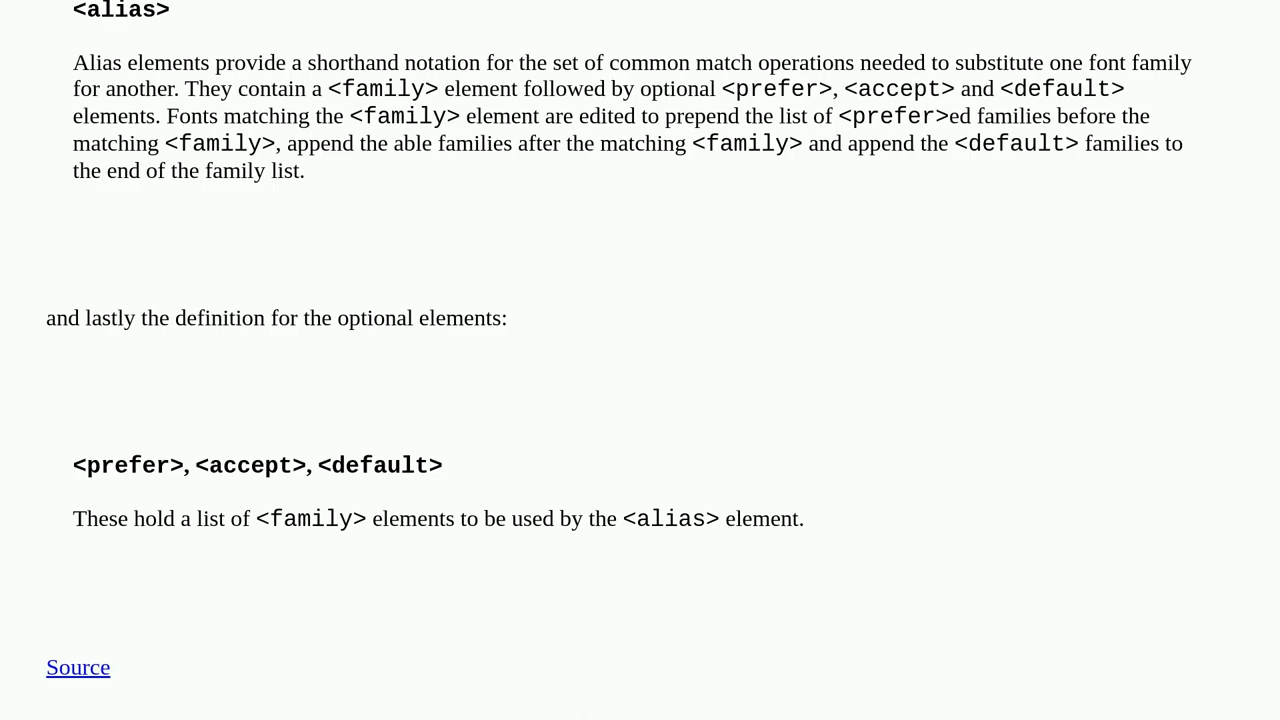 <alias>
Alias elements provide a shorthand notation for the set of common match operations needed to substitute one font family
for another. They contain a <family> element followed by optional <prefer>, <accept> and <default>
elements. Fonts matching the <family> element are edited to prepend the list of <prefer>ed families before the
matching <family>, append the able families after the matching <family> and append the <default> families to
the end of the family list.
and lastly the definition for the optional elements:
<prefer>, <accept>, <default>
These hold a list of <family> elements to be used by the <alias> element.
Source